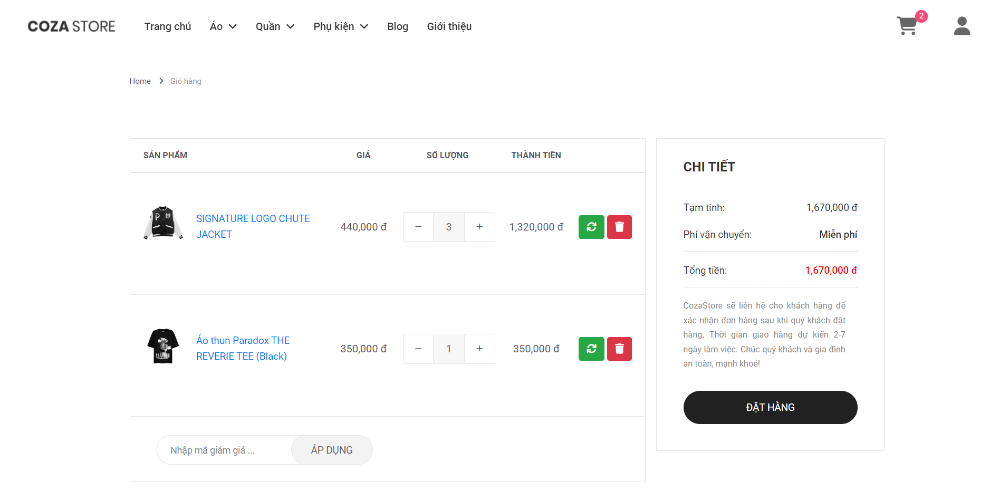 COZA STORE
Trang chủ
Áo
Quần
Phụ kiện
Blog
Giới thiệu
2
Home
Giỏ hàng
SẢN PHẨM
GIÁ
SỐ LƯỢNG
THÀNH TIỀN
SIGNATURE LOGO CHUTE
JACKET
440,000 đ
−
3
+
1,320,000 đ
Áo thun Paradox THE
REVERIE TEE (Black)
350,000 đ
−
1
+
350,000 đ
Nhập mã giảm giá ...
ÁP DỤNG
CHI TIẾT
Tạm tính:
1,670,000 đ
Phí vận chuyển:
Miễn phí
Tổng tiền:
1,670,000 đ
CozaStore sẽ liên hệ cho khách hàng để
xác nhận đơn hàng sau khi quý khách đặt
hàng. Thời gian giao hàng dự kiến 2-7
ngày làm việc. Chúc quý khách và gia đình
an toàn, mạnh khoẻ!
ĐẶT HÀNG